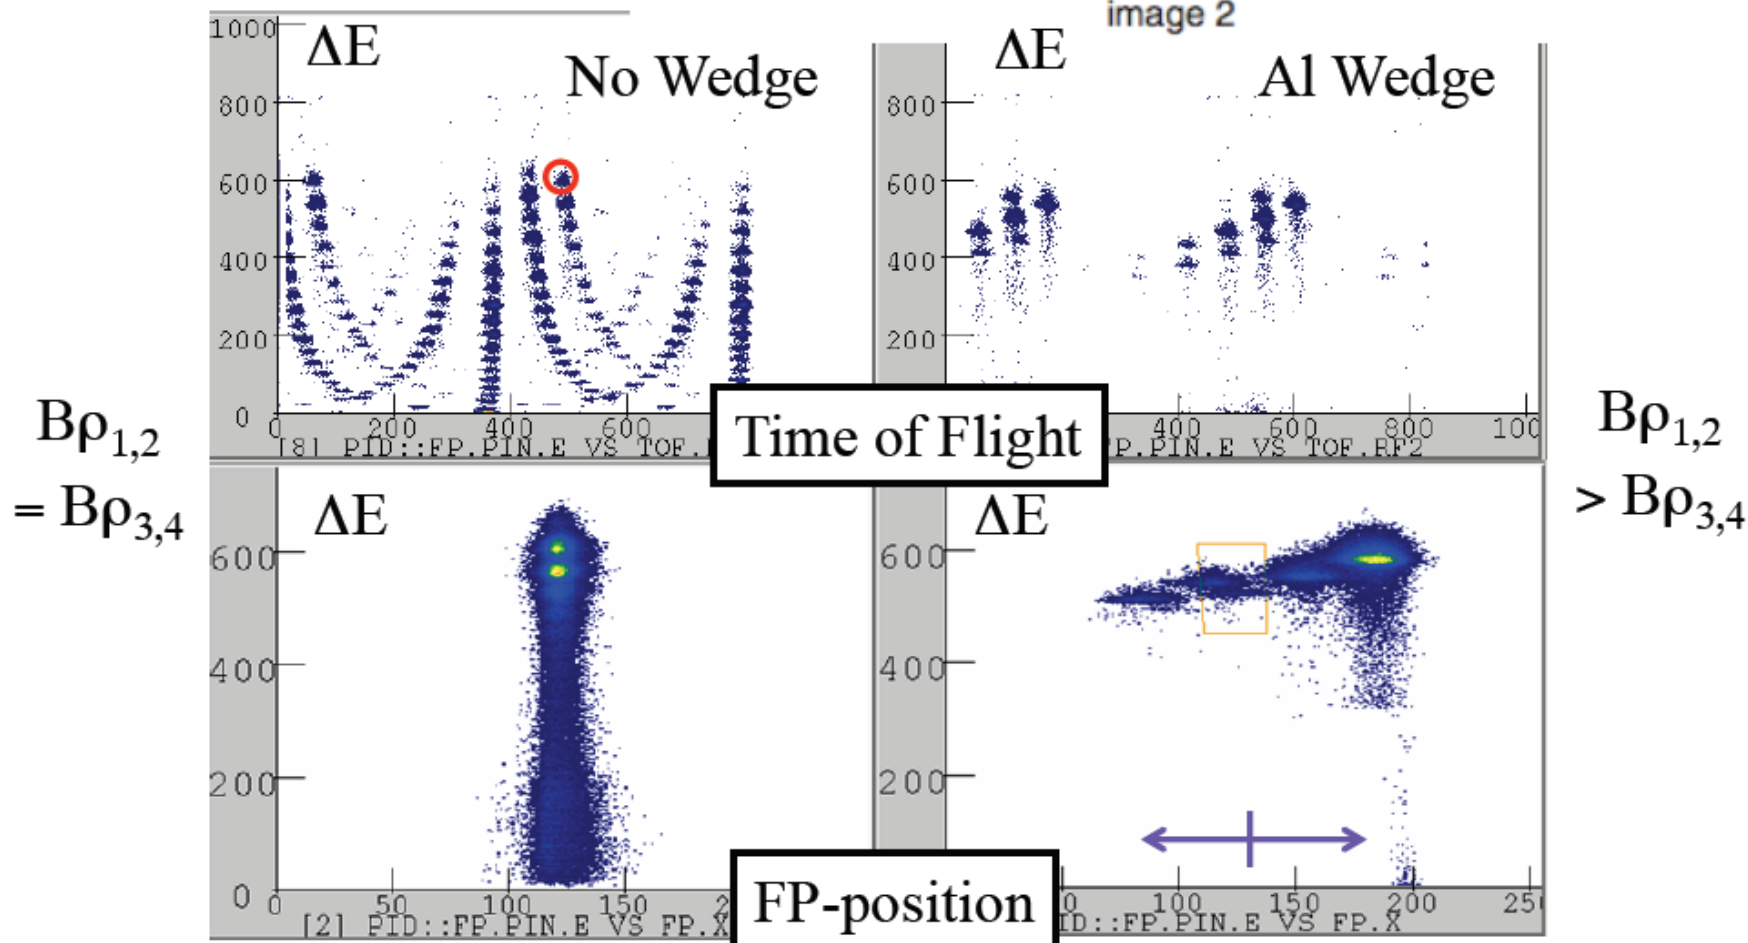 image 2
ΔE
No Wedge
1000
800
600
400
200
0
0 200 400 600
[8] PID::FP.PIN.E VS TOF.
ΔE
Al Wedge
800
600
400
200
400 600 800 100
P.PIN.E VS TOF.RF2
Time of Flight
Bρ1,2
= Bρ3,4
Bρ1,2
> Bρ3,4
ΔE
600
400
200
0
0 50 100 150 2
[2] PID::FP.PIN.E VS FP.X
ΔE
600
400
200
100 150 200 25
ID::FP.PIN.E VS FP.X
FP-position